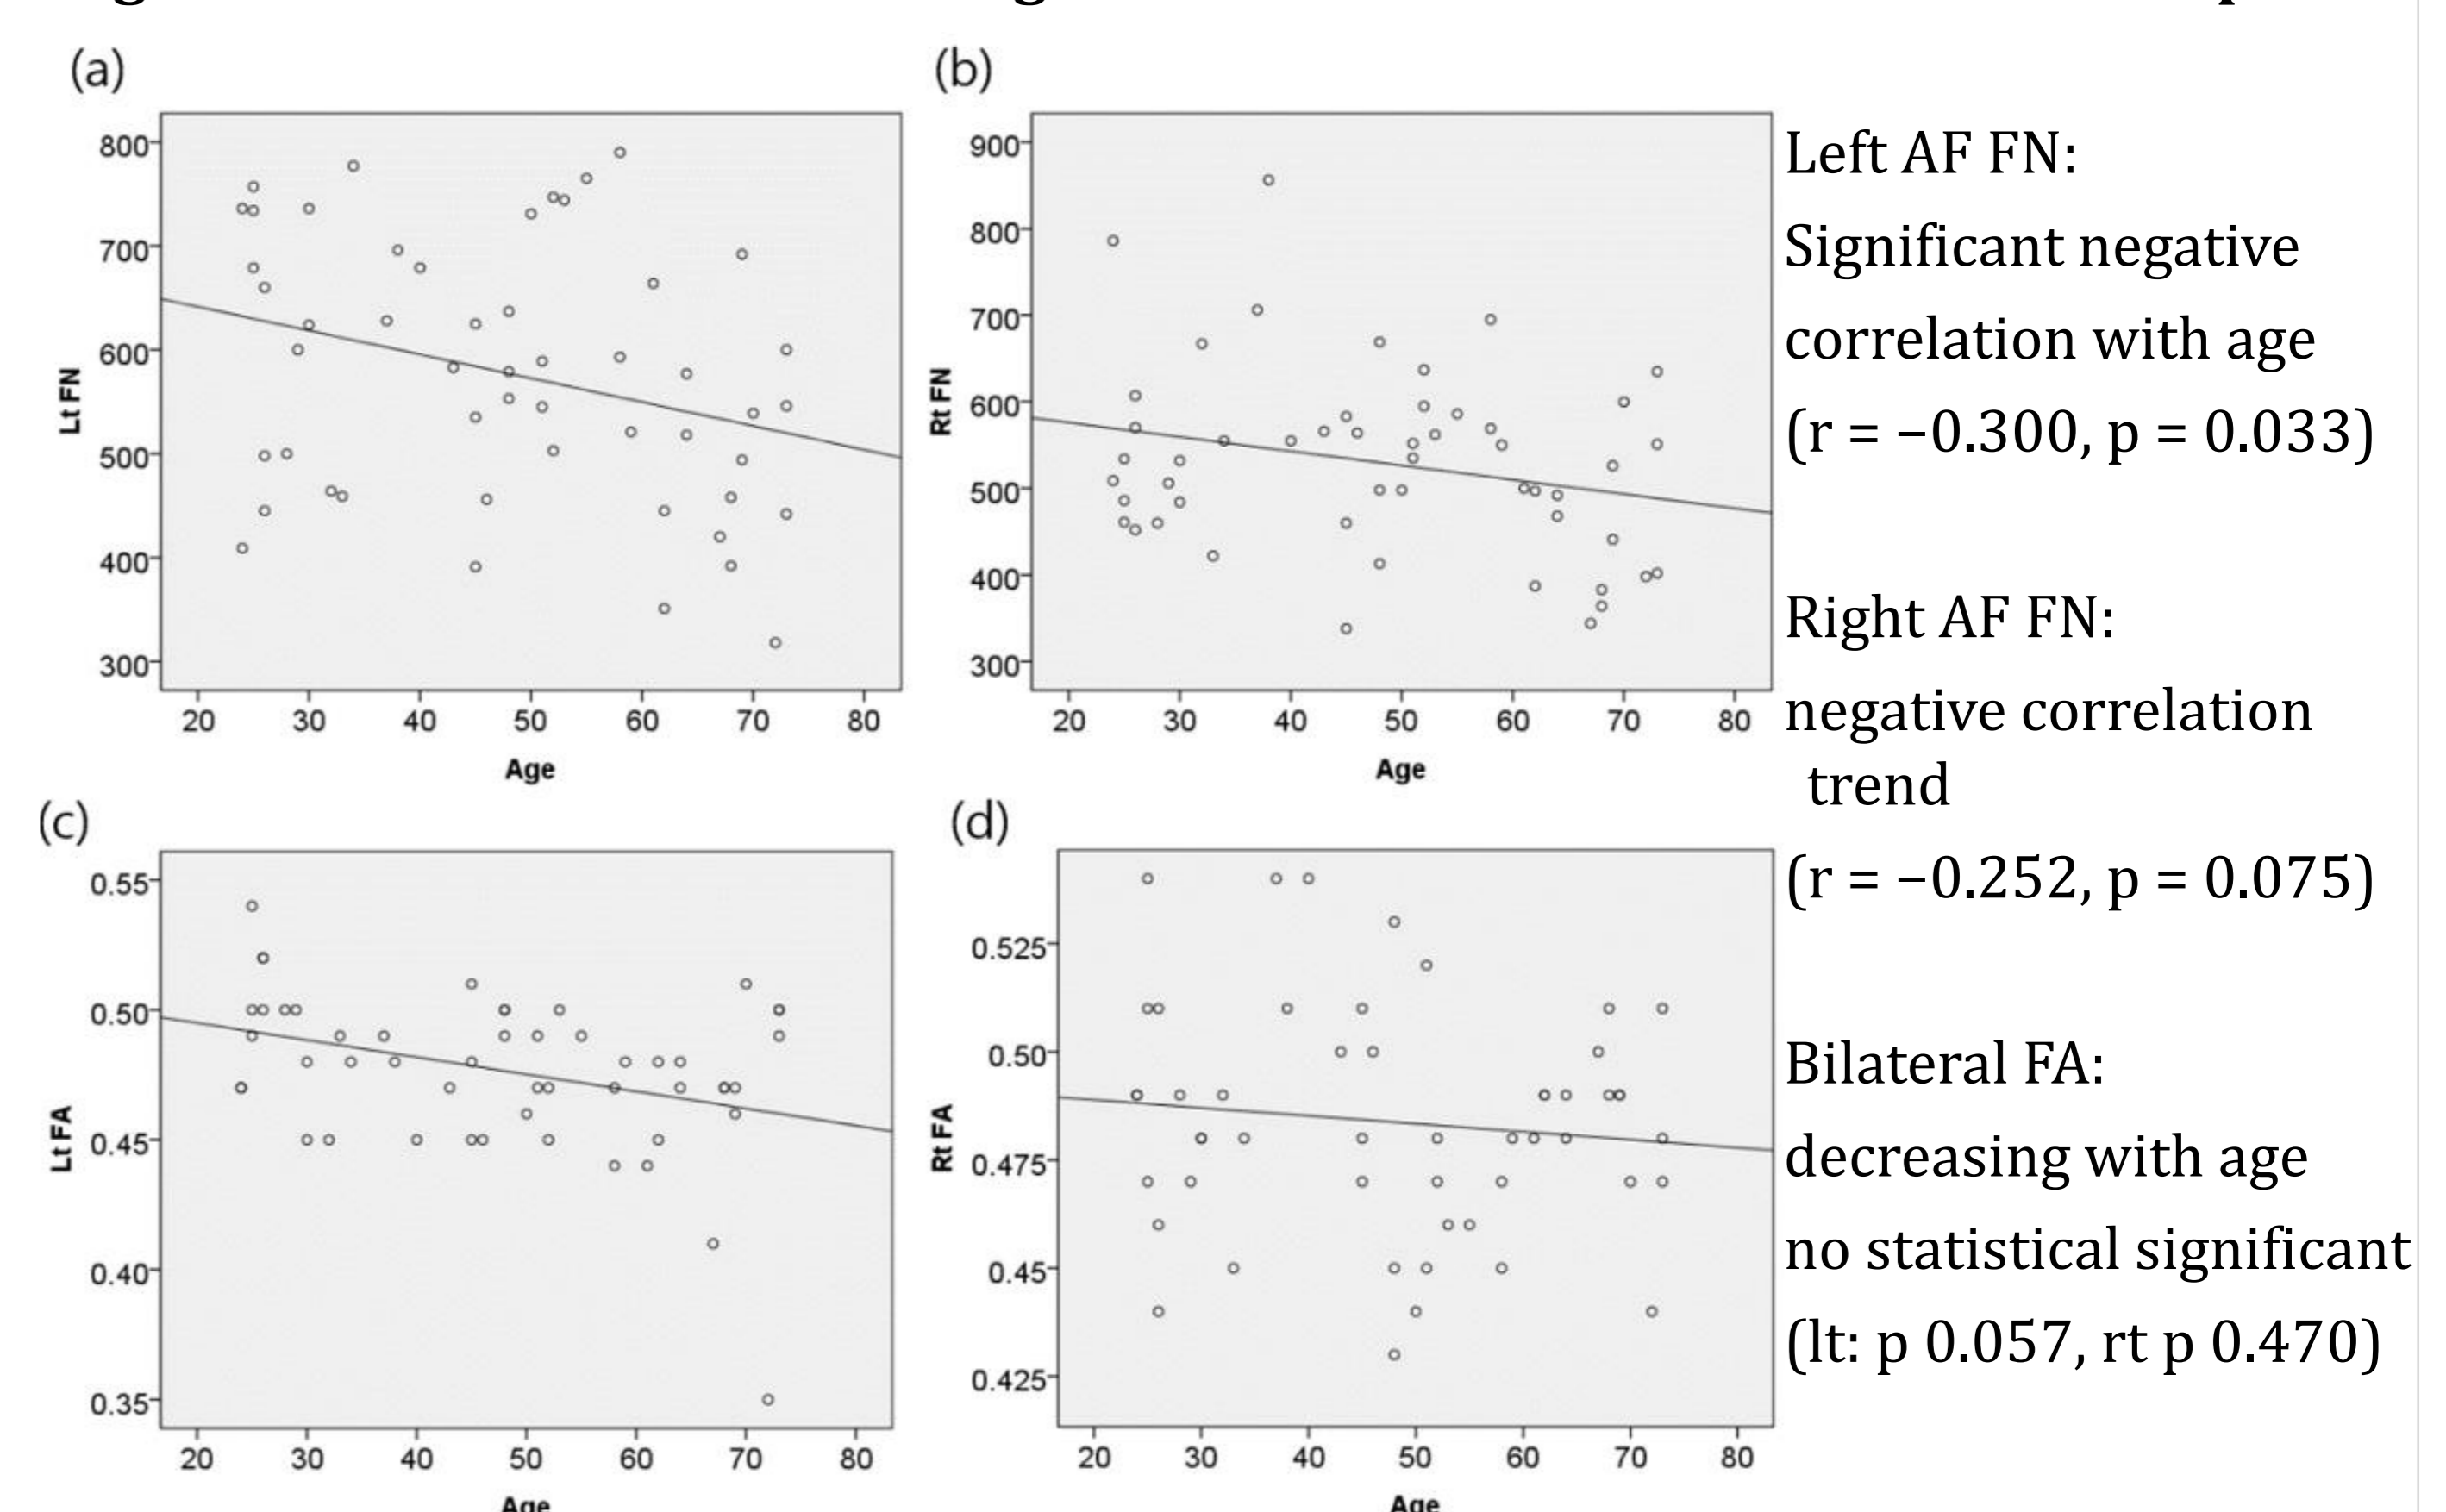 (a)
800
700
600
500
400
300
Lt FN
20 30 40 50 60 70 80
Age
(b)
900
800
700
600
500
400
300
Rt FN
20 30 40 50 60 70 80
Age
(c)
0.55
0.50
0.45
0.40
0.35
Lt FA
20 30 40 50 60 70 80
Age
(d)
0.525
0.50
0.475
0.45
0.425
Rt FA
20 30 40 50 60 70 80
Age
Left AF FN:
Significant negative
correlation with age
(r = −0.300, p = 0.033)
Right AF FN:
negative correlation
trend
(r = −0.252, p = 0.075)
Bilateral FA:
decreasing with age
no statistical significant
(lt: p 0.057, rt p 0.470)